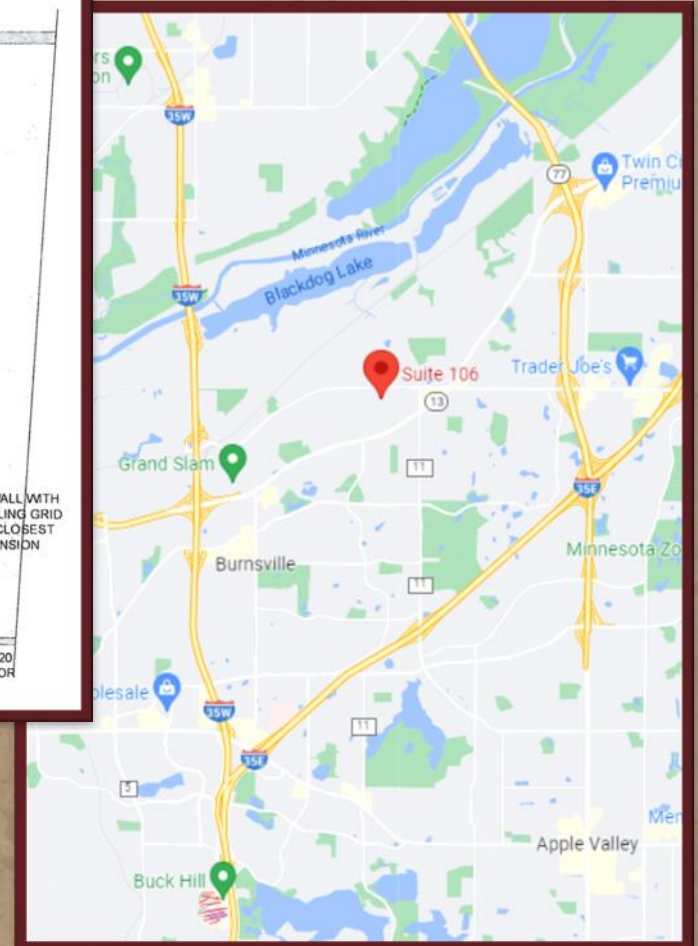 ALL WITH
LING GRID
CLOSEST
NSION
20
OR
rs
on
35W
77
Twin C
Premiu
Minnesota River
Blackdog Lake
35W
Suite 106
Trader Joe's
13
Grand Slam
11
35E
Burnsville
Minnesota Zo
11
olesale
35W
11
35E
5
Apple Valley
Men
Buck Hill